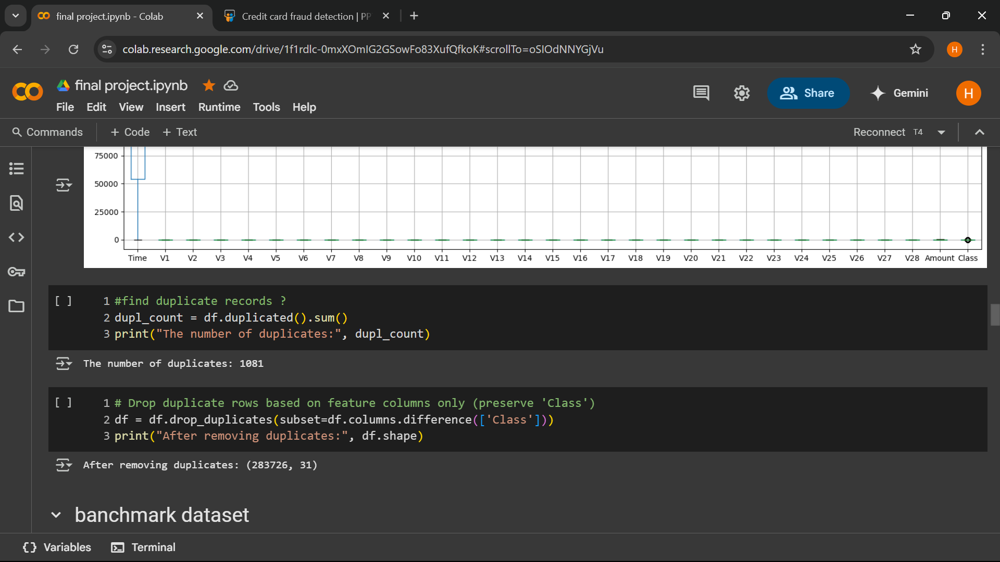 final project.ipynb - Colab
Credit card fraud detection | PP
colab.research.google.com/drive/1f1rdlc-0mxXOmIG2GSowFo83XufQfkoK#scrollTo=oSIOdNNYGjVu
H
final project.ipynb
File Edit View Insert Runtime Tools Help
Share
Gemini
H
Commands
+ Code + Text
Reconnect T4
75000
50000
25000
0
Time V1 V2 V3 V4 V5 V6 V7 V8 V9 V10 V11 V12 V13 V14 V15 V16 V17 V18 V19 V20 V21 V22 V23 V24 V25 V26 V27 V28 Amount Class
[ ] 1 #find duplicate records ?
2 dupl_count = df.duplicated().sum()
3 print("The number of duplicates:", dupl_count)
The number of duplicates: 1081
[ ] 1 # Drop duplicate rows based on feature columns only (preserve 'Class')
2 df = df.drop_duplicates(subset=df.columns.difference(['Class']))
3 print("After removing duplicates:", df.shape)
After removing duplicates: (283726, 31)
banchmark dataset
Variables Terminal